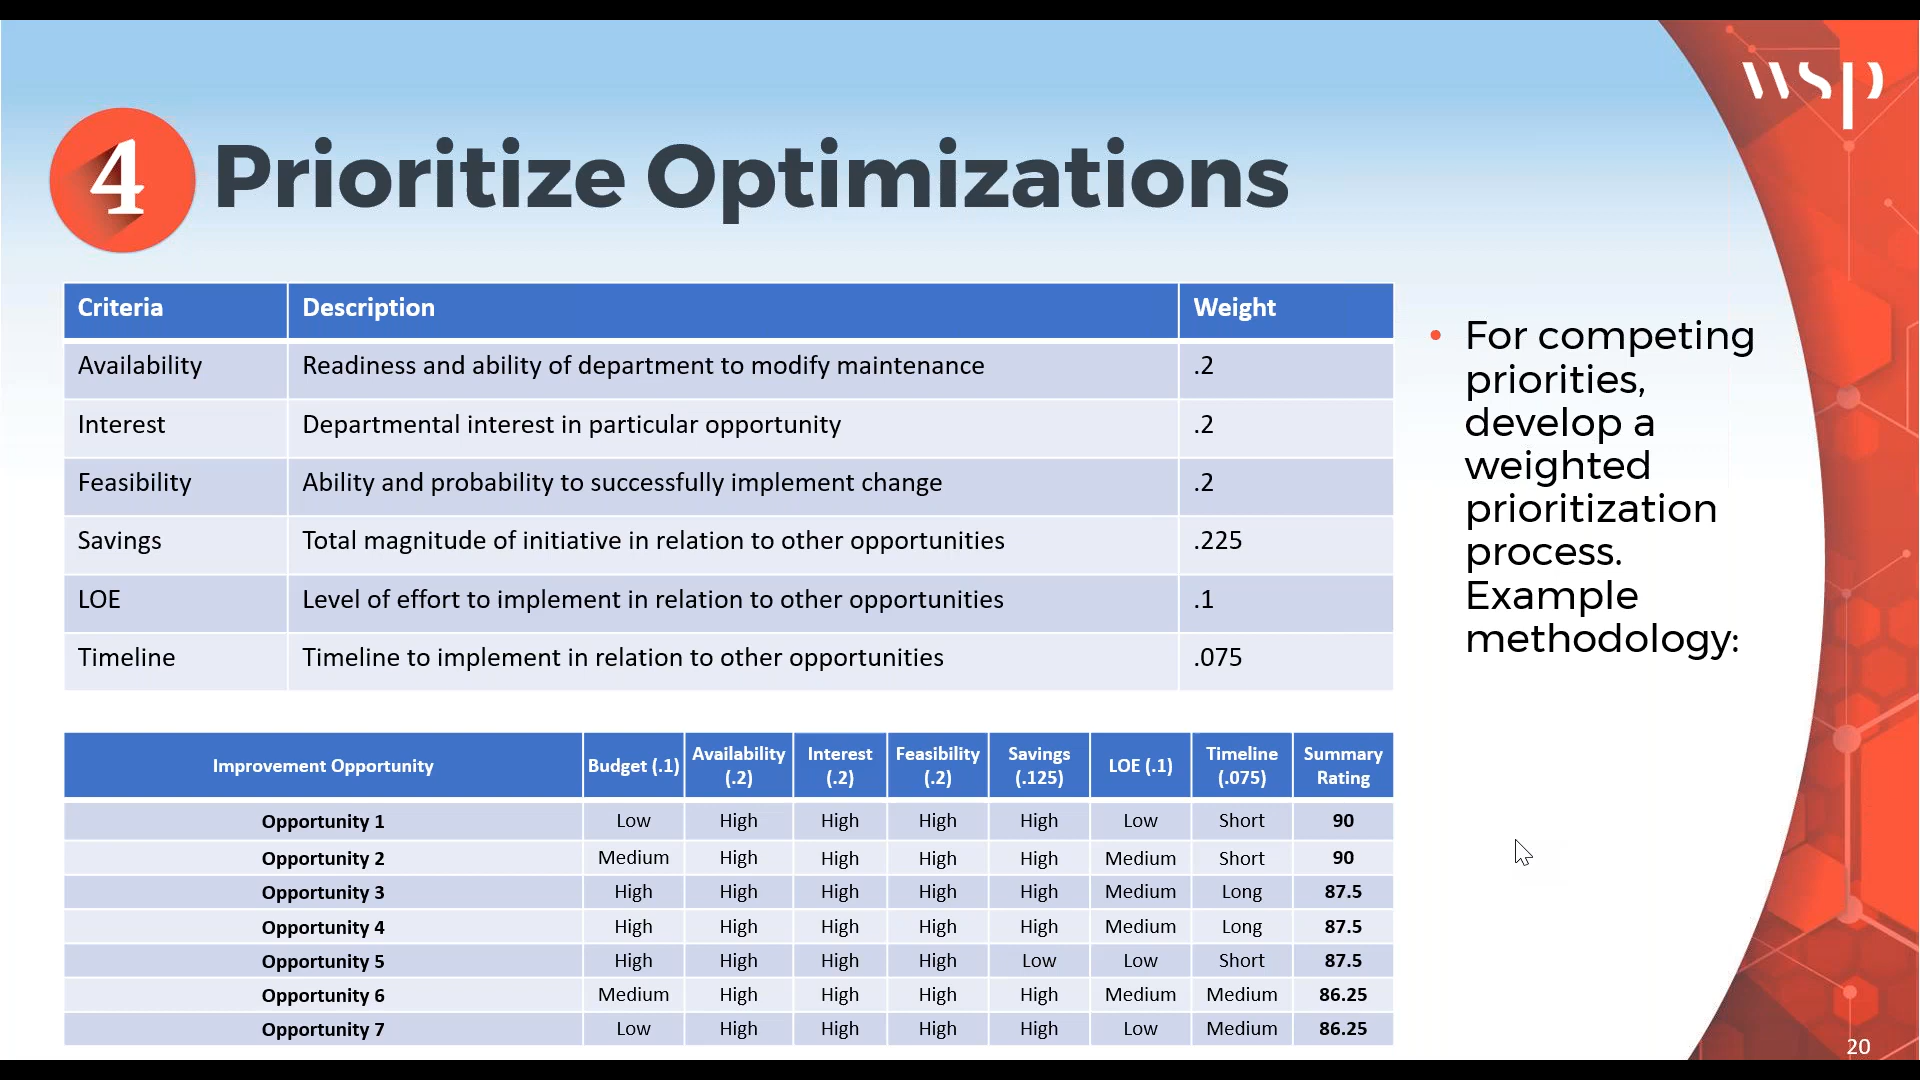 wsp
4 Prioritize Optimizations
Criteria Description Weight
Availability Readiness and ability of department to modify maintenance .2
Interest Departmental interest in particular opportunity .2
Feasibility Ability and probability to successfully implement change .2
Savings Total magnitude of initiative in relation to other opportunities .225
LOE Level of effort to implement in relation to other opportunities .1
Timeline Timeline to implement in relation to other opportunities .075
• For competing
priorities,
develop a
weighted
prioritization
process.
Example
methodology:
Improvement Opportunity Budget (.1) Availability (.2) Interest (.2) Feasibility (.2) Savings (.125) LOE (.1) Timeline (.075) Summary Rating
Opportunity 1 Low High High High High Low Short 90
Opportunity 2 Medium High High High High Medium Short 90
Opportunity 3 High High High High High Medium Long 87.5
Opportunity 4 High High High High High Medium Long 87.5
Opportunity 5 High High High High Low Low Short 87.5
Opportunity 6 Medium High High High High Medium Medium 86.25
Opportunity 7 Low High High High High Low Medium 86.25
20